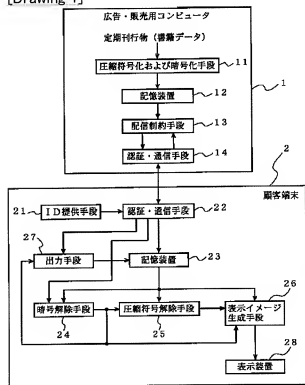 [Drawing 1]
広告・販売用コンピュータ
定期刊行物（書籍データ）
圧縮符号化および暗号化手段
11
記憶装置
12
1
配信制約手段
13
認証・通信手段
14
2
顧客端末
21
ＩＤ提供手段
認証・通信手段
22
27
出力手段
記憶装置
23
26
暗号解除手段
圧縮符号解除手段
表示イメージ
生成手段
24
25
28
表示装置